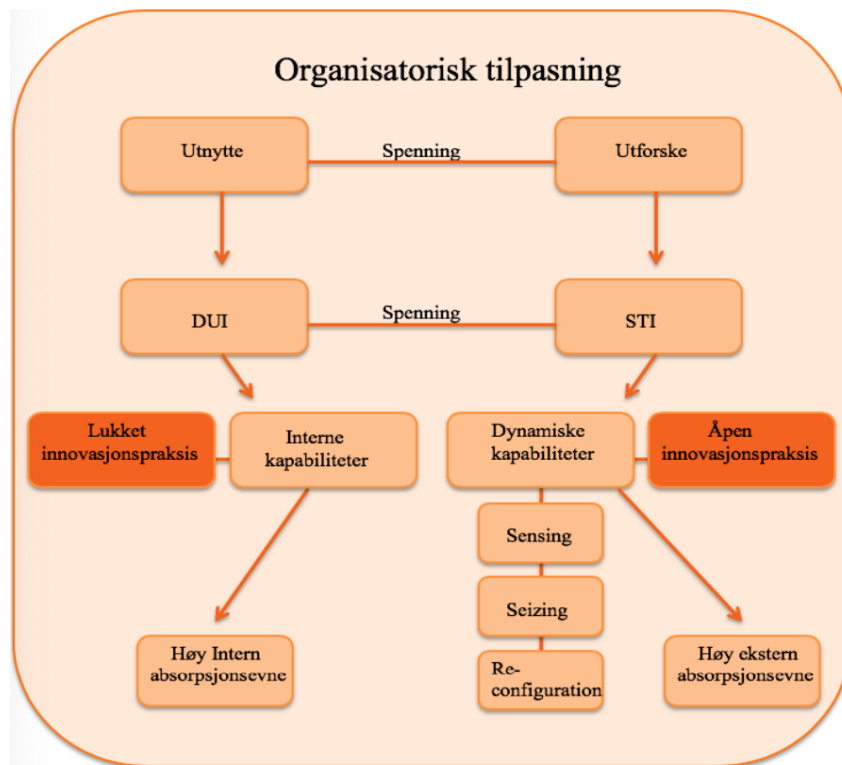 Organisatorisk tilpasning
Utnytte
Spenning
Utforske
DUI
Spenning
STI
Lukket
innovasjonspraksis
Interne
kapabiliteter
Dynamiske
kapabiliteter
Åpen
innovasjonspraksis
Sensing
Seizing
Re-
configuration
Høy Intern
absorpsjonsevne
Høy ekstern
absorpsjonsevne